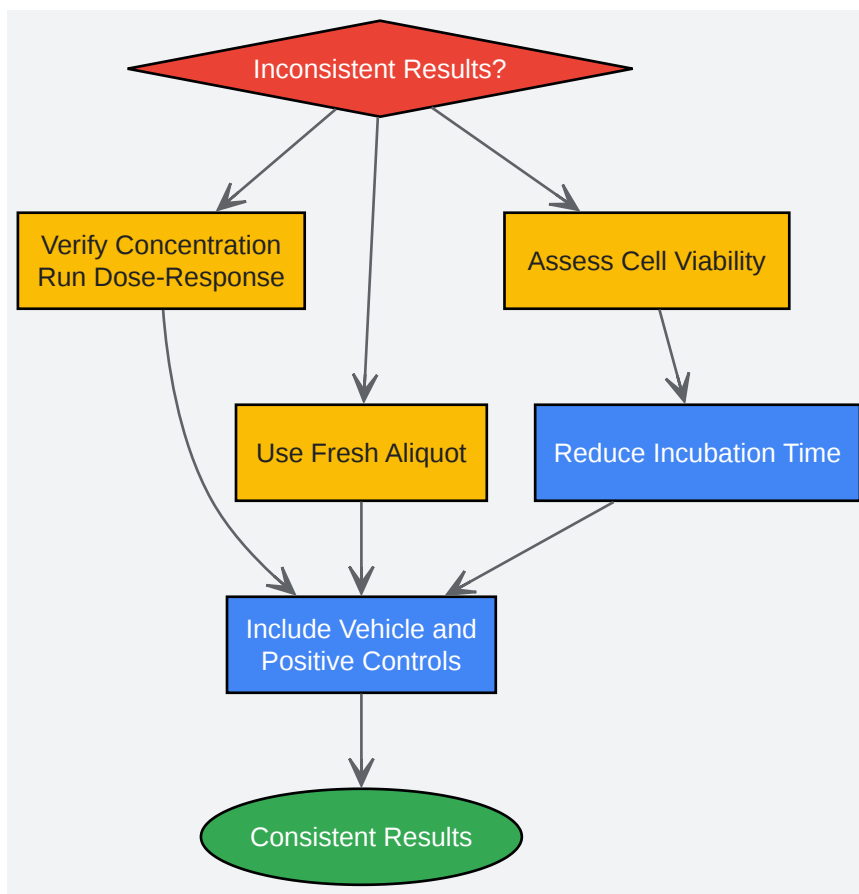 Inconsistent Results?
Verify Concentration
Run Dose-Response
Assess Cell Viability
Use Fresh Aliquot
Reduce Incubation Time
Include Vehicle and
Positive Controls
Consistent Results